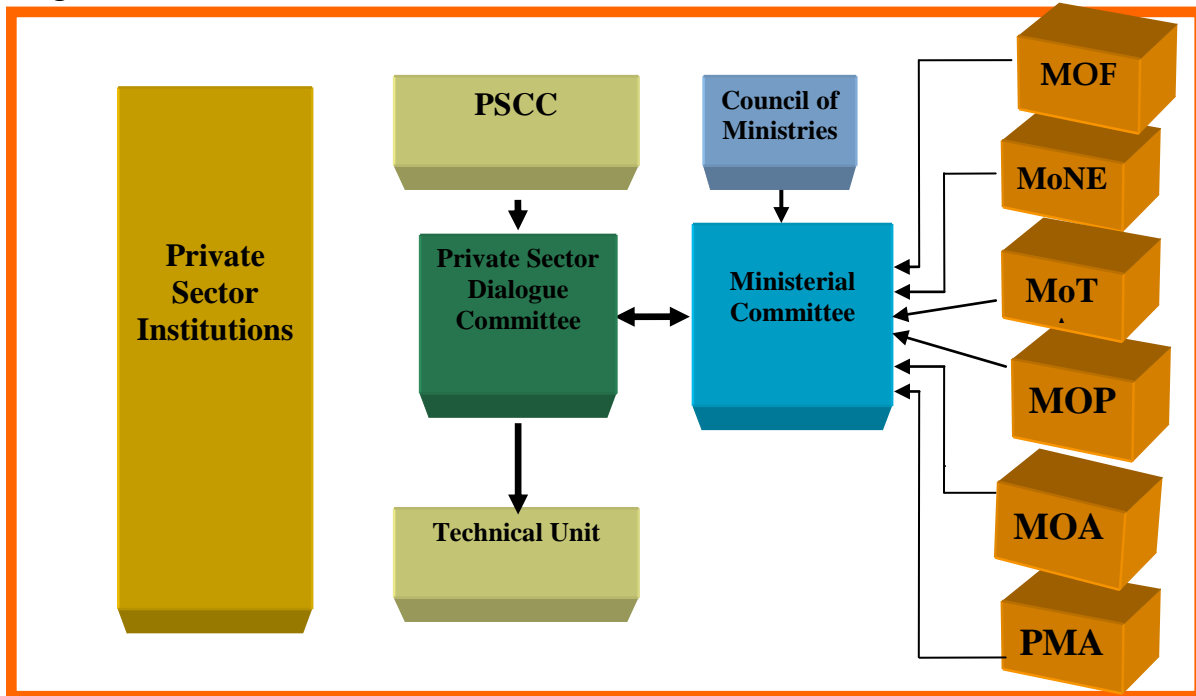 Private
Sector
Institutions
PSCC
Private Sector
Dialogue
Committee
Technical Unit
Council of
Ministries
Ministerial
Committee
MOF
MoNE
MoT
MOP
MOA
PMA